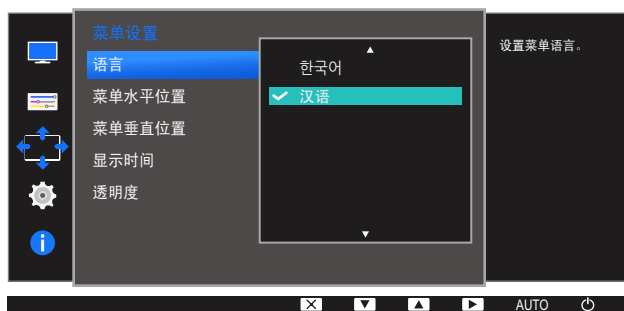 菜单设置
语言
菜单水平位置
菜单垂直位置
显示时间
透明度
한국어
汉语
设置菜单语言。
AUTO